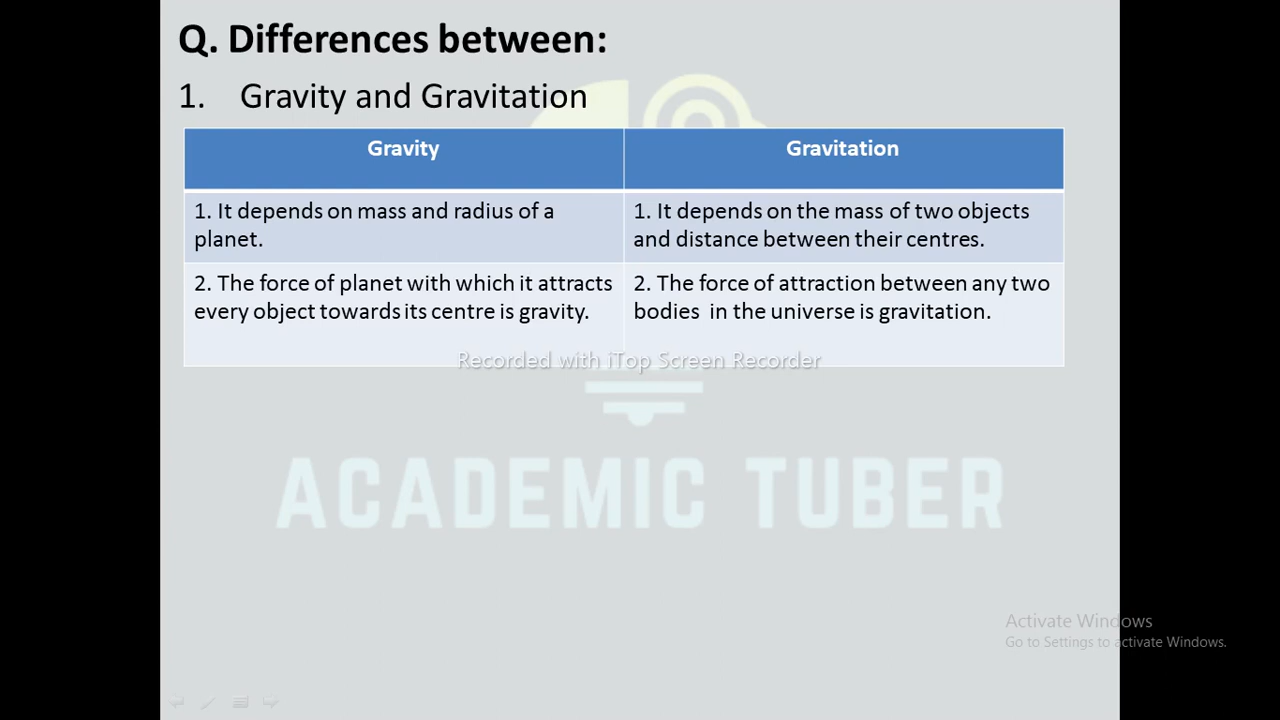 Q. Differences between:
1. Gravity and Gravitation
Gravity
Gravitation
1. It depends on mass and radius of a
planet.
1. It depends on the mass of two objects
and distance between their centres.
2. The force of planet with which it attracts
every object towards its centre is gravity.
2. The force of attraction between any two
bodies in the universe is gravitation.
Recorded with iTop Screen Recorder
ACADEMIC TUBER
Activate Windows
Go to Settings to activate Windows.